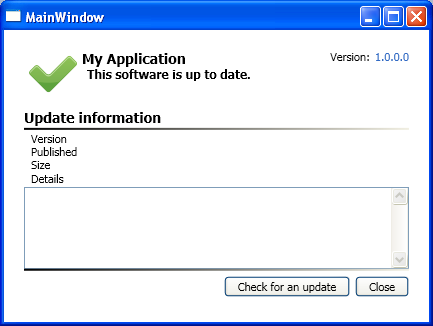 MainWindow
My Application
Version: 1.0.0.0
This software is up to date.
Update information
Version
Published
Size
Details
Check for an update
Close